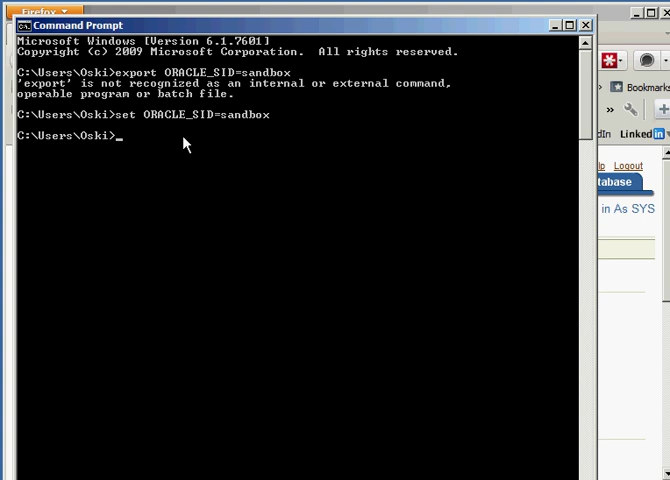 Firefox
Command Prompt
Microsoft Windows [Version 6.1.7601]
Copyright (c) 2009 Microsoft Corporation. All rights reserved.
C:\Users\Oski>export ORACLE_SID=sandbox
'export' is not recognized as an internal or external command,
operable program or batch file.
C:\Users\Oski>set ORACLE_SID=sandbox
C:\Users\Oski>_
Bookmarks
Linked in
Logout
tabase
in As SYS